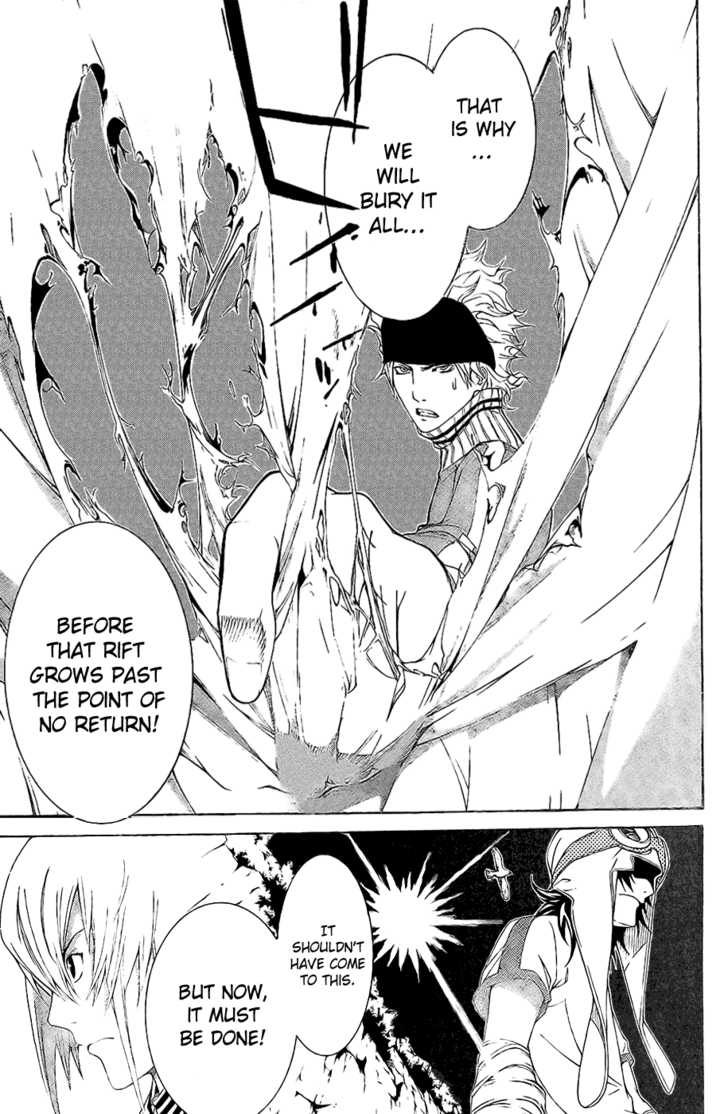 THAT
IS WHY
...
WE
WILL
BURY IT
ALL...
BEFORE
THAT RIFT
GROWS PAST
THE POINT OF
NO RETURN!
IT
SHOULDN'T
HAVE COME
TO THIS.
BUT NOW,
IT MUST
BE DONE!